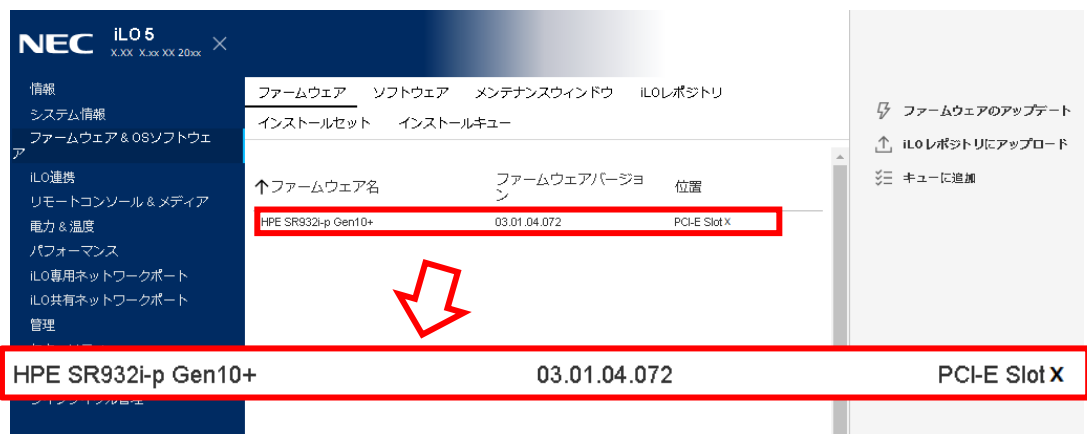 NEC iLO 5
X.XX X.xx XX 20xx
情報
システム情報
ファームウェア & OSソフトウェ
ア
iLO連携
リモートコンソール & メディア
電力 & 温度
パフォーマンス
iLO専用ネットワークポート
iLO共有ネットワークポート
管理
ファームウェア ソフトウェア メンテナンスウィンドウ iLOレポジトリ
インストールセット インストールキュー
↑ファームウェア名 ファームウェアバージョ 位置
ン
HPE SR932i-p Gen10+ 03.01.04.072 PCI-E Slot X
ファームウェアのアップデート
iLOレポジトリにアップロード
キューに追加
HPE SR932i-p Gen10+ 03.01.04.072 PCI-E Slot X